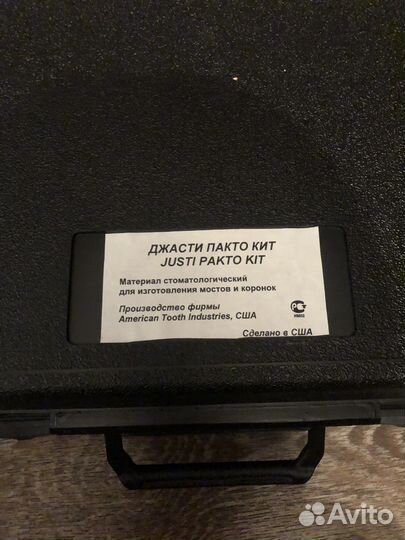 ДЖАСТИ ПАКТО КИТ
JUSTI PAKTO KIT
Материал стоматологический
для изготовления мостов и коронок
Производство фирмы
American Tooth Industries, США
Сделано в США
Avito